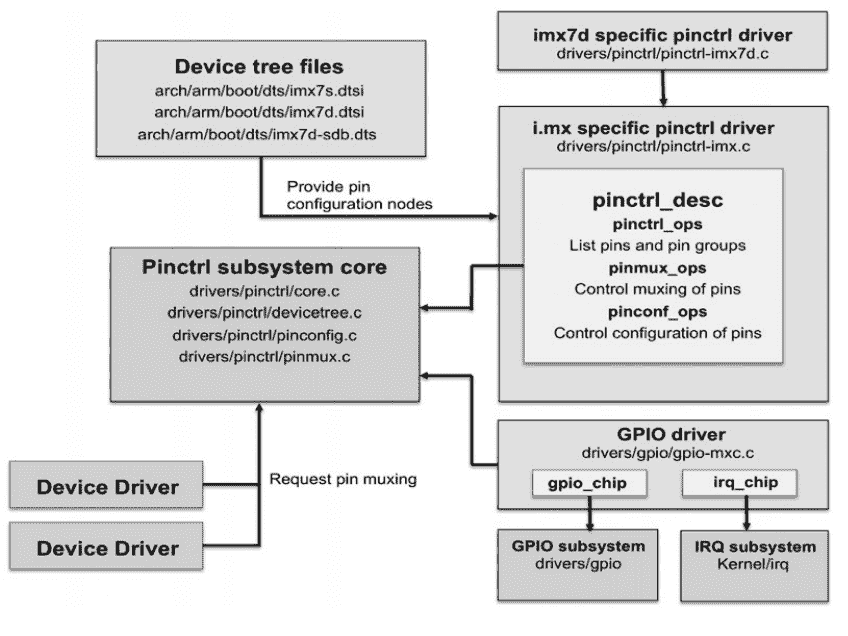 Device tree files
arch/arm/boot/dts/imx7s.dtsi
arch/arm/boot/dts/imx7d.dtsi
arch/arm/boot/dts/imx7d-sdb.dts
imx7d specific pinctrl driver
drivers/pinctrl/pinctrl-imx7d.c
i.mx specific pinctrl driver
drivers/pinctrl/pinctrl-imx.c
Provide pin
configuration nodes
pinctrl_desc
pinctrl_ops
List pins and pin groups
pinmux_ops
Control muxing of pins
pinconf_ops
Control configuration of pins
Pinctrl subsystem core
drivers/pinctrl/core.c
drivers/pinctrl/devicetree.c
drivers/pinctrl/pinconfig.c
drivers/pinctrl/pinmux.c
GPIO driver
drivers/gpio/gpio-mxc.c
gpio_chip
irq_chip
Request pin muxing
Device Driver
Device Driver
GPIO subsystem
drivers/gpio
IRQ subsystem
Kernel/irq